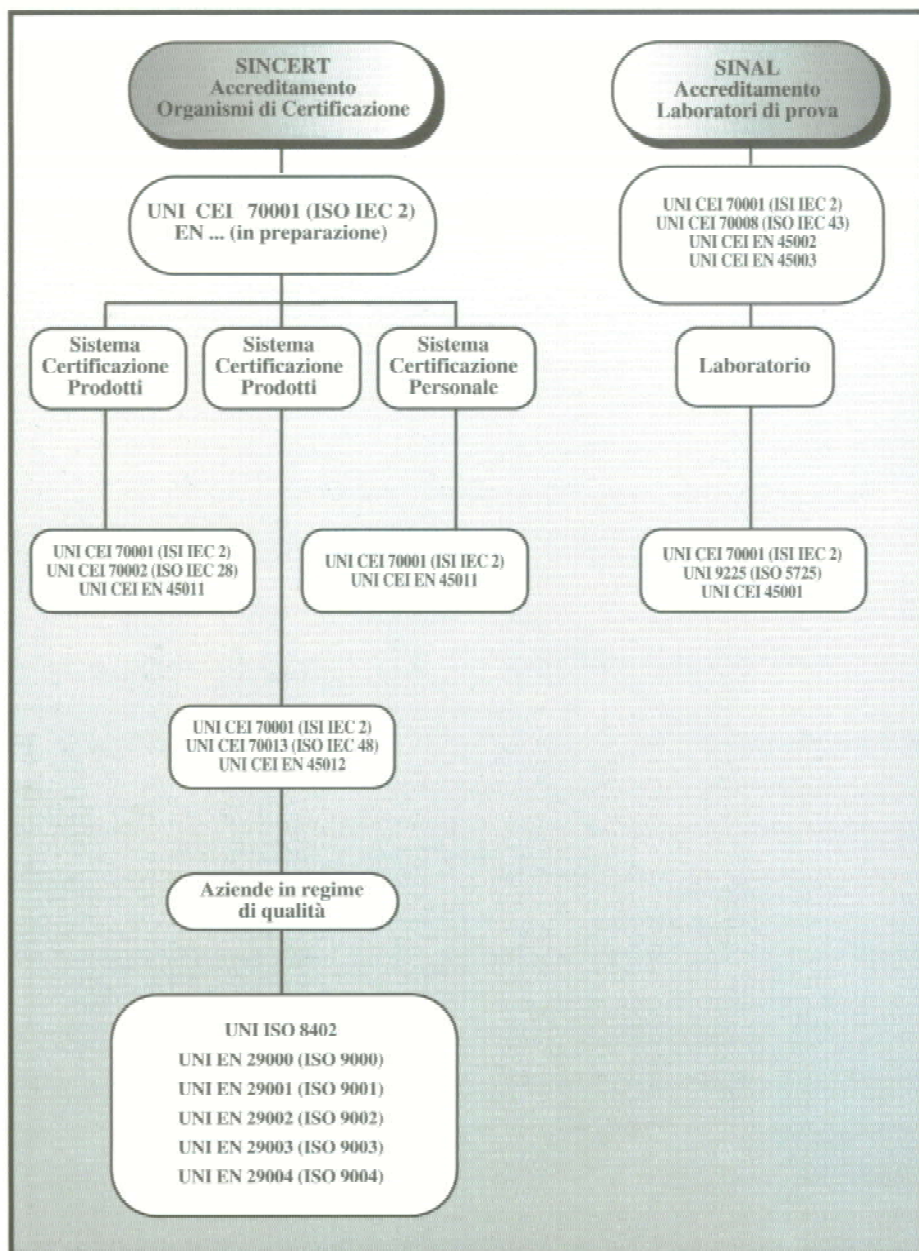 SINCERT
Accreditamento
Organismi di Certificazione
SINAL
Accreditamento
Laboratori di prova
UNI CEI 70001 (ISO IEC 2)
EN ... (in preparazione)
UNI CEI 70001 (ISI IEC 2)
UNI CEI 70008 (ISO IEC 43)
UNI CEI EN 45002
UNI CEI EN 45003
Sistema
Certificazione
Prodotti
Sistema
Certificazione
Prodotti
Sistema
Certificazione
Personale
Laboratorio
UNI CEI 70001 (ISI IEC 2)
UNI CEI 70002 (ISO IEC 28)
UNI CEI EN 45011
UNI CEI 70001 (ISI IEC 2)
UNI CEI EN 45011
UNI CEI 70001 (ISI IEC 2)
UNI 9225 (ISO 5725)
UNI CEI 45001
UNI CEI 70001 (ISI IEC 2)
UNI CEI 70013 (ISO IEC 48)
UNI CEI EN 45012
Aziende in regime
di qualità
UNI ISO 8402
UNI EN 29000 (ISO 9000)
UNI EN 29001 (ISO 9001)
UNI EN 29002 (ISO 9002)
UNI EN 29003 (ISO 9003)
UNI EN 29004 (ISO 9004)